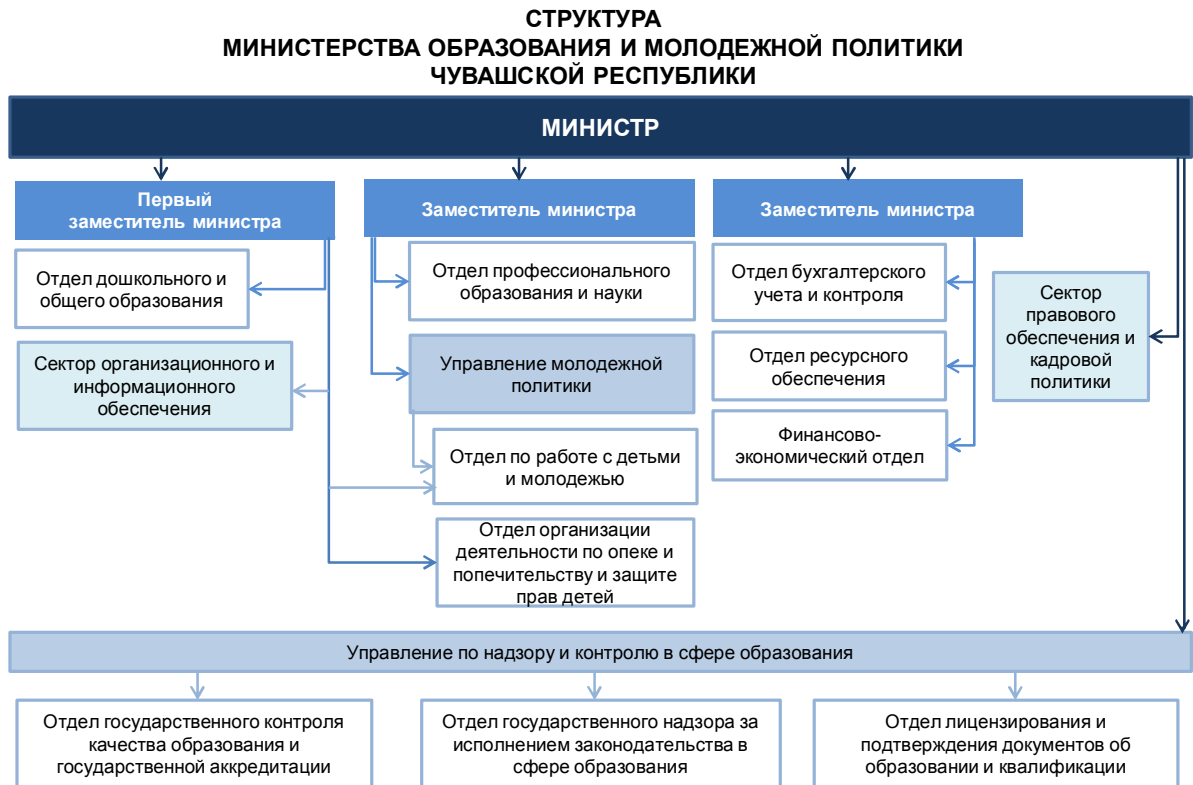 СТРУКТУРА
МИНИСТЕРСТВА ОБРАЗОВАНИЯ И МОЛОДЕЖНОЙ ПОЛИТИКИ
ЧУВАШСКОЙ РЕСПУБЛИКИ
МИНИСТР
Первый
заместитель министра
Заместитель министра
Заместитель министра
Отдел дошкольного и
общего образования
Сектор организационного и
информационного
обеспечения
Отдел профессионального
образования и науки
Управление молодежной
политики
Отдел по работе с детьми
и молодежью
Отдел организации
деятельности по опеке и
попечительству и защите
прав детей
Отдел бухгалтерского
учета и контроля
Отдел ресурсного
обеспечения
Финансово-
экономический отдел
Сектор
правового
обеспечения и
кадровой
политики
Управление по надзору и контролю в сфере образования
Отдел государственного контроля
качества образования и
государственной аккредитации
Отдел государственного надзора за
исполнением законодательства в
сфере образования
Отдел лицензирования и
подтверждения документов об
образовании и квалификации